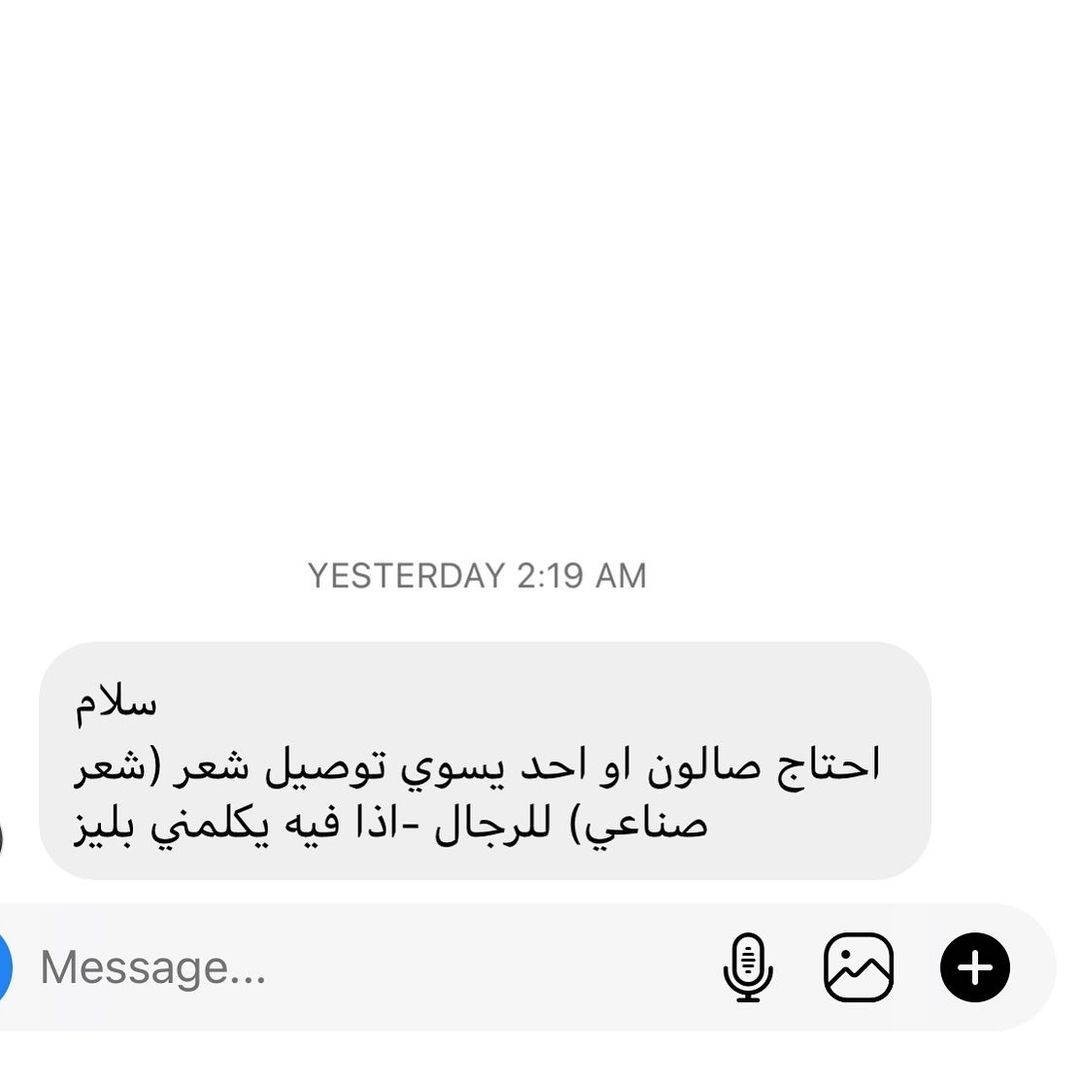 YESTERDAY 2:19 AM
سلام
احتاج صالون او احد يسوي توصيل شعر (شعر
صناعي) للرجال -اذا فيه يكلمني بليز
Message...